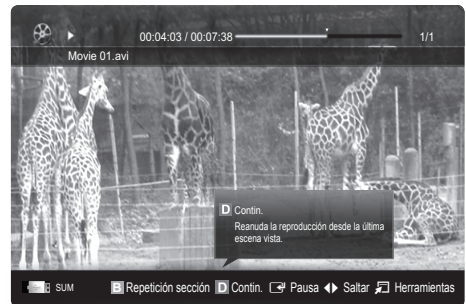 00:04:03 / 00:07:38 1/1
Movie 01.avi
D Contin.
Reanuda la reproducción desde la última
escena vista.
SUM B Repetición sección D Contin. Pausa Saltar Herramientas